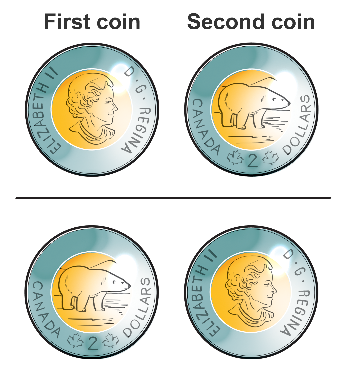 First coin Second coin
ELIZABETH II D·G·REGINA
CANADA 2 DOLLARS
CANADA 2 DOLLARS
ELIZABETH II D·G·REGINA